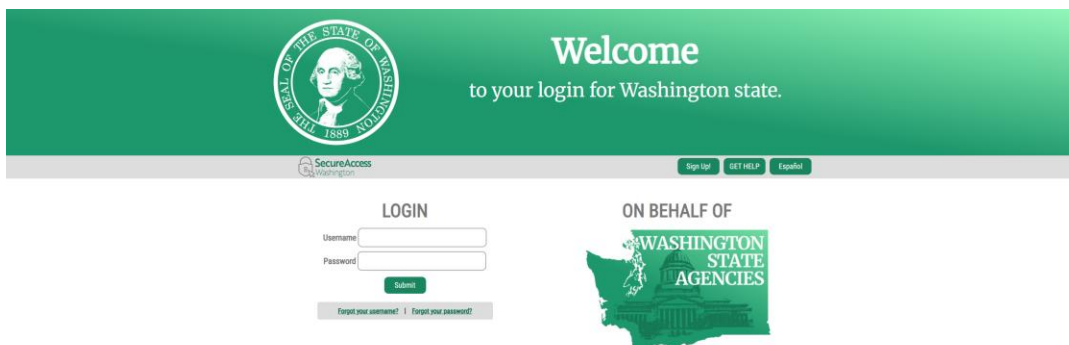 THE SEAL OF THE STATE OF WASHINGTON
1889
Welcome
to your login for Washington state.
SecureAccess
Washington
Sign Up!
GET HELP
Español
LOGIN
Username
Password
Submit
Forgot your username? | Forgot your password?
ON BEHALF OF
WASHINGTON
STATE
AGENCIES